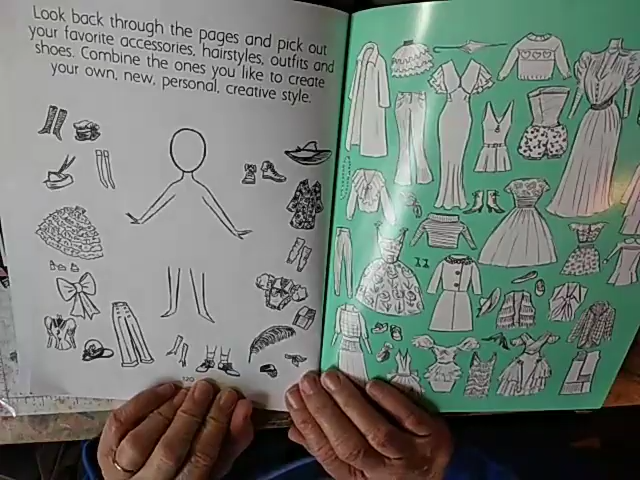 Look back through the pages and pick out
your favorite accessories, hairstyles, outfits and
shoes. Combine the ones you like to create
your own, new, personal, creative style.
120